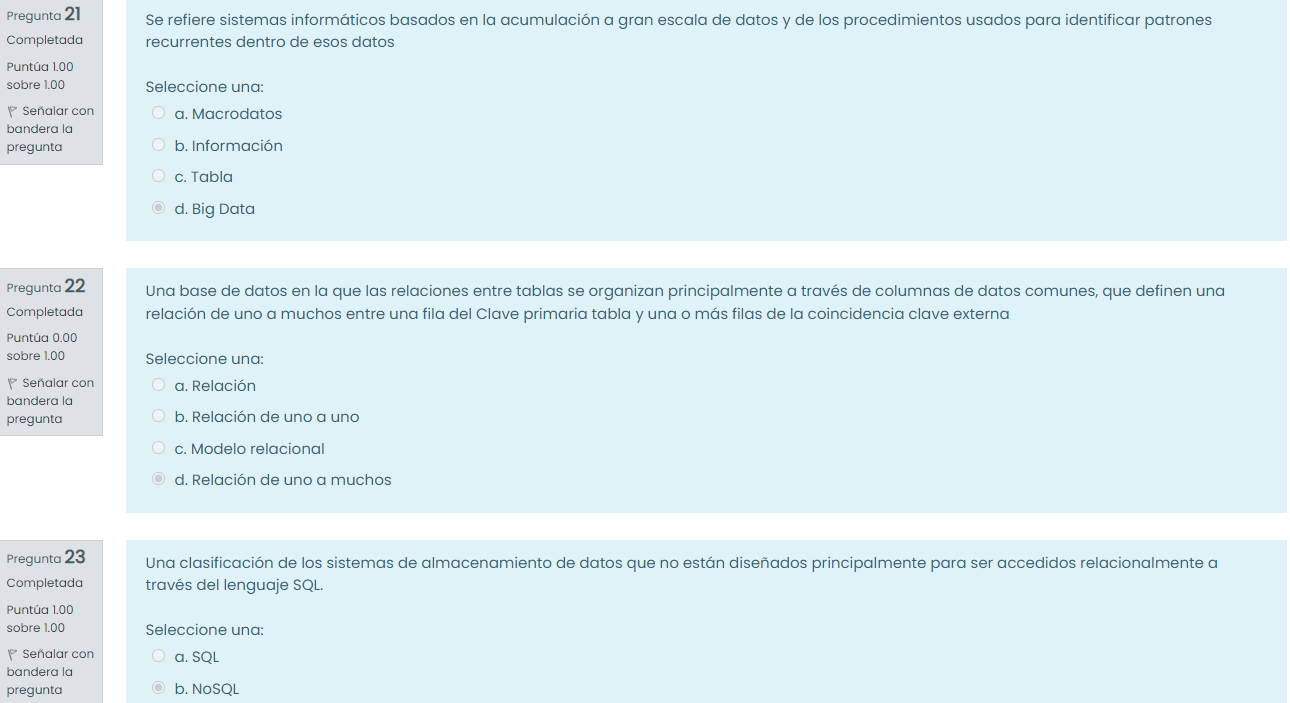 Pregunta 21
Completada
Puntúa 1.00
sobre 1.00
Señalar con
bandera la
pregunta
Se refiere sistemas informáticos basados en la acumulación a gran escala de datos y de los procedimientos usados para identificar patrones
recurrentes dentro de esos datos
Seleccione una:
a. Macrodatos
b. Información
c. Tabla
d. Big Data
Pregunta 22
Completada
Puntúa 0.00
sobre 1.00
Señalar con
bandera la
pregunta
Una base de datos en la que las relaciones entre tablas se organizan principalmente a través de columnas de datos comunes, que definen una
relación de uno a muchos entre una fila del Clave primaria tabla y una o más filas de la coincidencia clave externa
Seleccione una:
a. Relación
b. Relación de uno a uno
c. Modelo relacional
d. Relación de uno a muchos
Pregunta 23
Completada
Puntúa 1.00
sobre 1.00
Señalar con
bandera la
pregunta
Una clasificación de los sistemas de almacenamiento de datos que no están diseñados principalmente para ser accedidos relacionalmente a
través del lenguaje SQL.
Seleccione una:
a. SQL
b. NoSQL